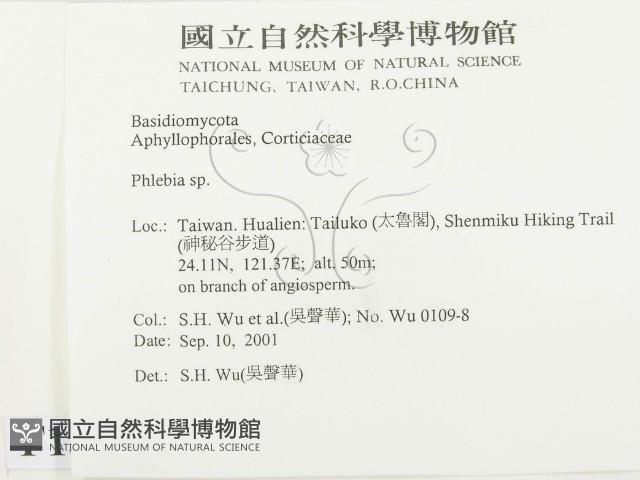 國立自然科學博物館
NATIONAL MUSEUM OF NATURAL SCIENCE
TAICHUNG, TAIWAN, R.O.CHINA
Basidiomycota
Aphyllophorales, Corticiaceae
Phlebia sp.
Loc.: Taiwan. Hualien: Tailuko (太魯閣), Shenmiku Hiking Trail
(神秘谷步道)
24.11N, 121.37E; alt. 50m;
on branch of angiosperm.
Col.: S.H. Wu et al.(吳聲華); No. Wu 0109-8
Date: Sep. 10, 2001
Det.: S.H. Wu(吳聲華)
國立自然科學博物館
NATIONAL MUSEUM OF NATURAL SCIENCE